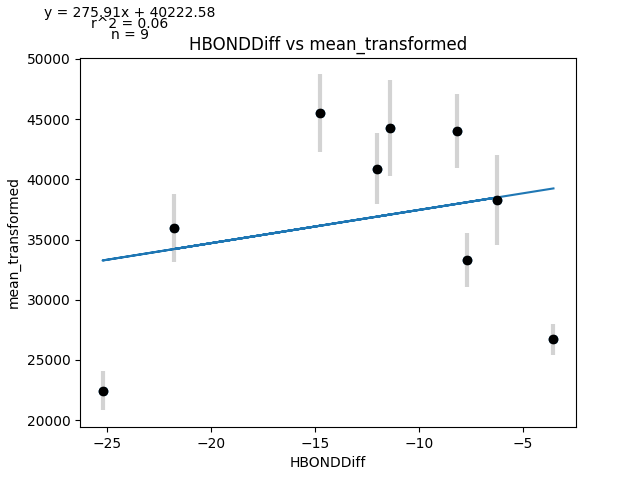 y = 275.91x + 40222.58
r^2 = 0.06
n = 9
HBONDDiff vs mean_transformed
50000
45000
40000
35000
30000
25000
20000
mean_transformed
−25
−20
−15
−10
−5
HBONDDiff